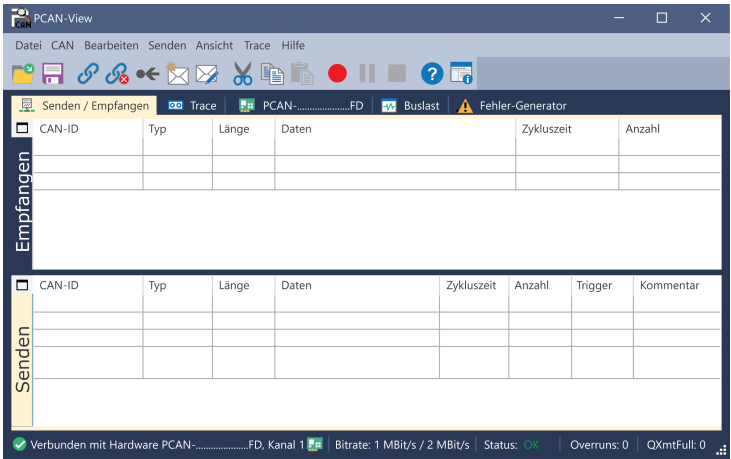 PCAN-View
Datei CAN Bearbeiten Senden Ansicht Trace Hilfe
Senden / Empfangen Trace PCAN-.....................FD Buslast Fehler-Generator
CAN-ID Typ Länge Daten Zykluszeit Anzahl
Empfangen
CAN-ID Typ Länge Daten Zykluszeit Anzahl Trigger Kommentar
Senden
Verbunden mit Hardware PCAN-.....................FD, Kanal 1 Bitrate: 1 MBit/s / 2 MBit/s Status: OK Overruns: 0 QXmtFull: 0